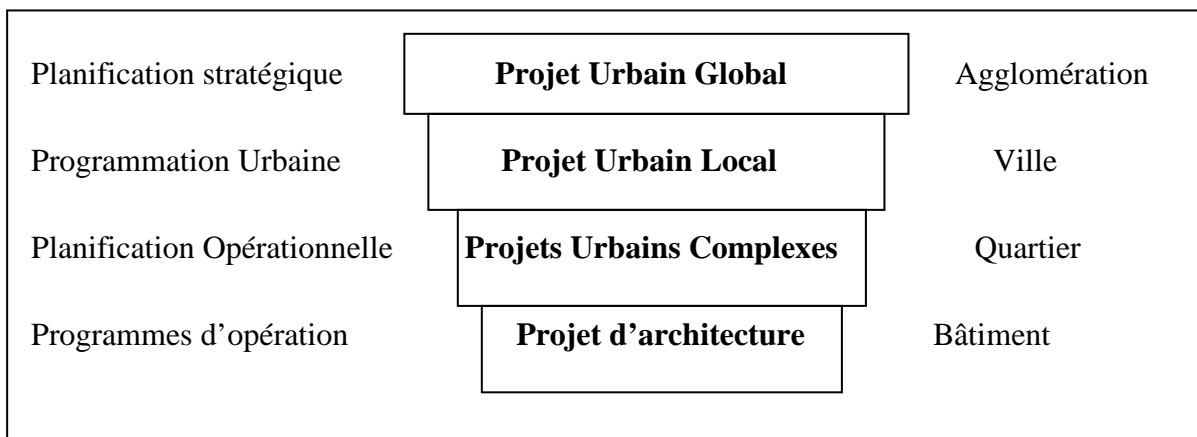 Planification stratégique Projet Urbain Global Agglomération
Programmation Urbaine Projet Urbain Local Ville
Planification Opérationnelle Projets Urbains Complexes Quartier
Programmes d’opération Projet d’architecture Bâtiment